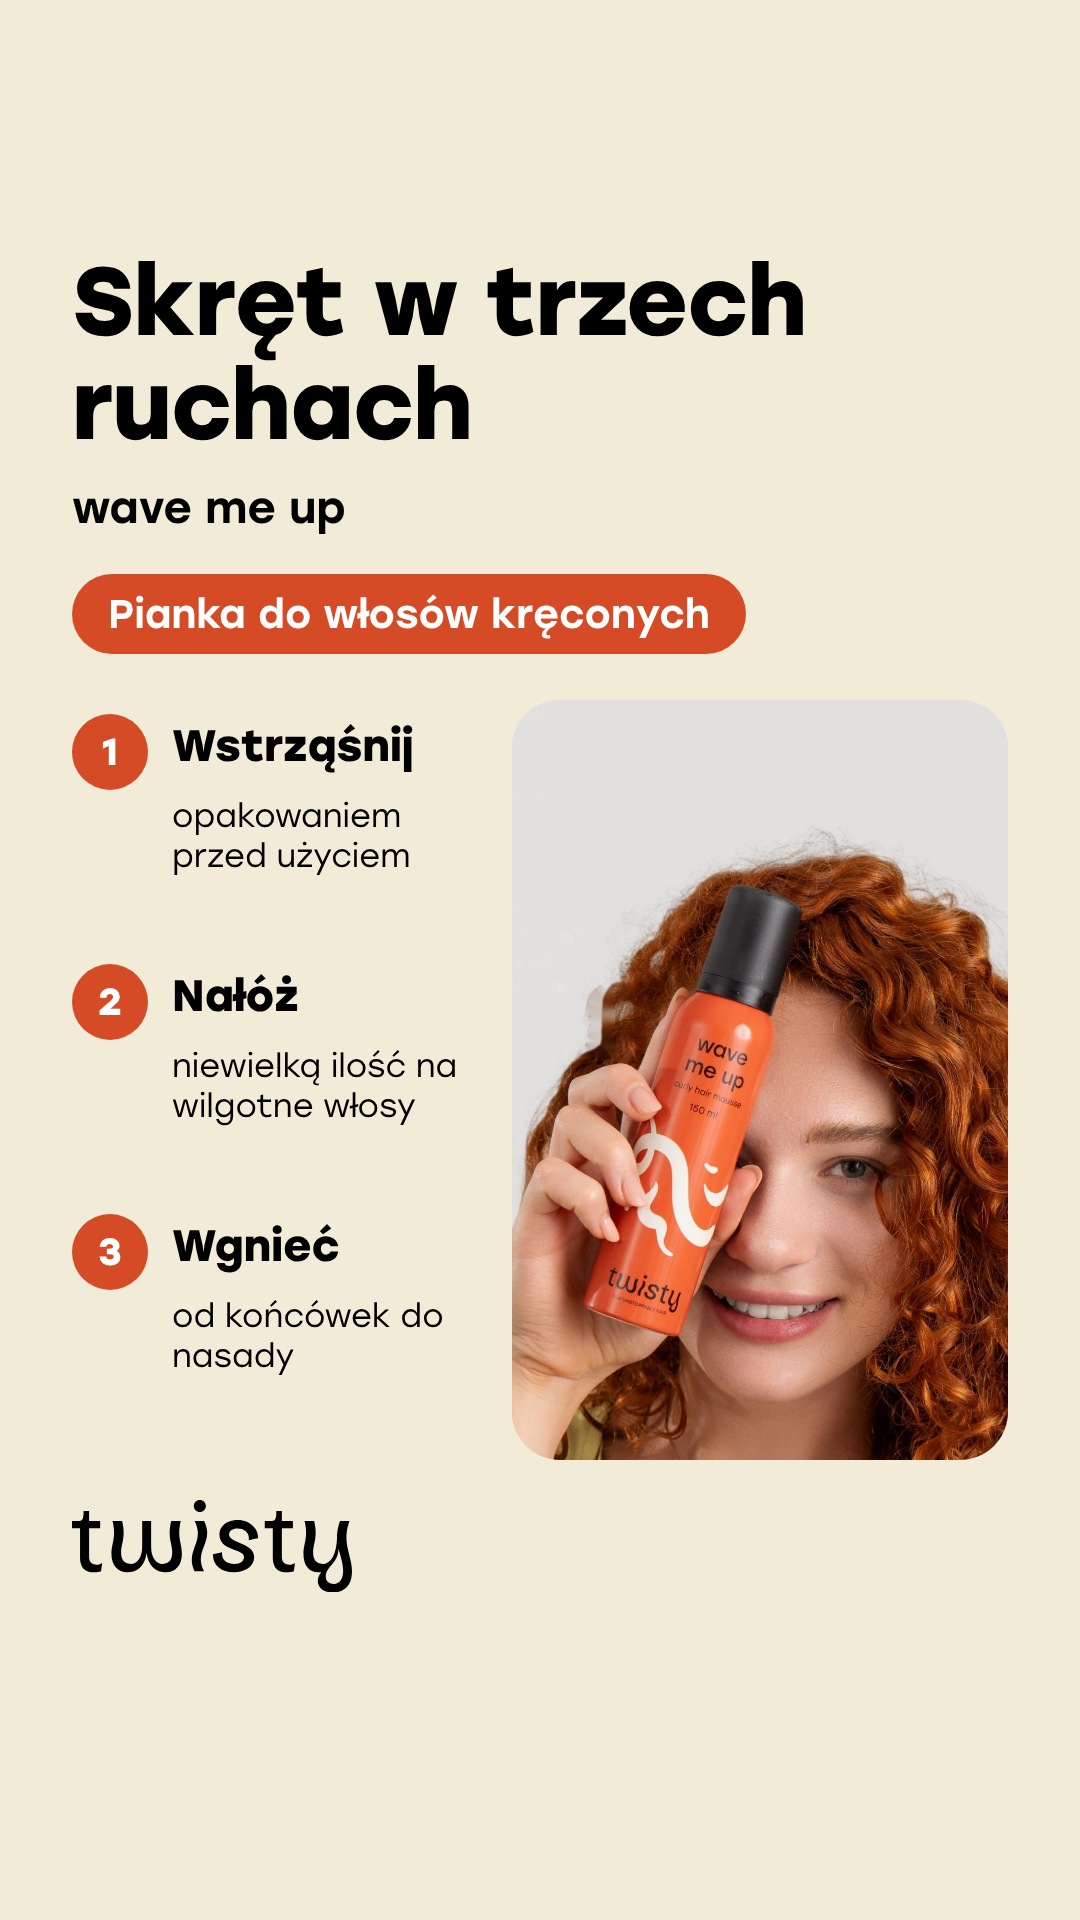 Skręt w trzech
ruchach
wave me up
Pianka do włosów kręconych
1
Wstrząśnij
opakowaniem
przed użyciem
2
Nałóż
niewielką ilość na
wilgotne włosy
3
Wgnieć
od końcówek do
nasady
wave
me up
curly hair mousse
150 ml
twisty
twisty